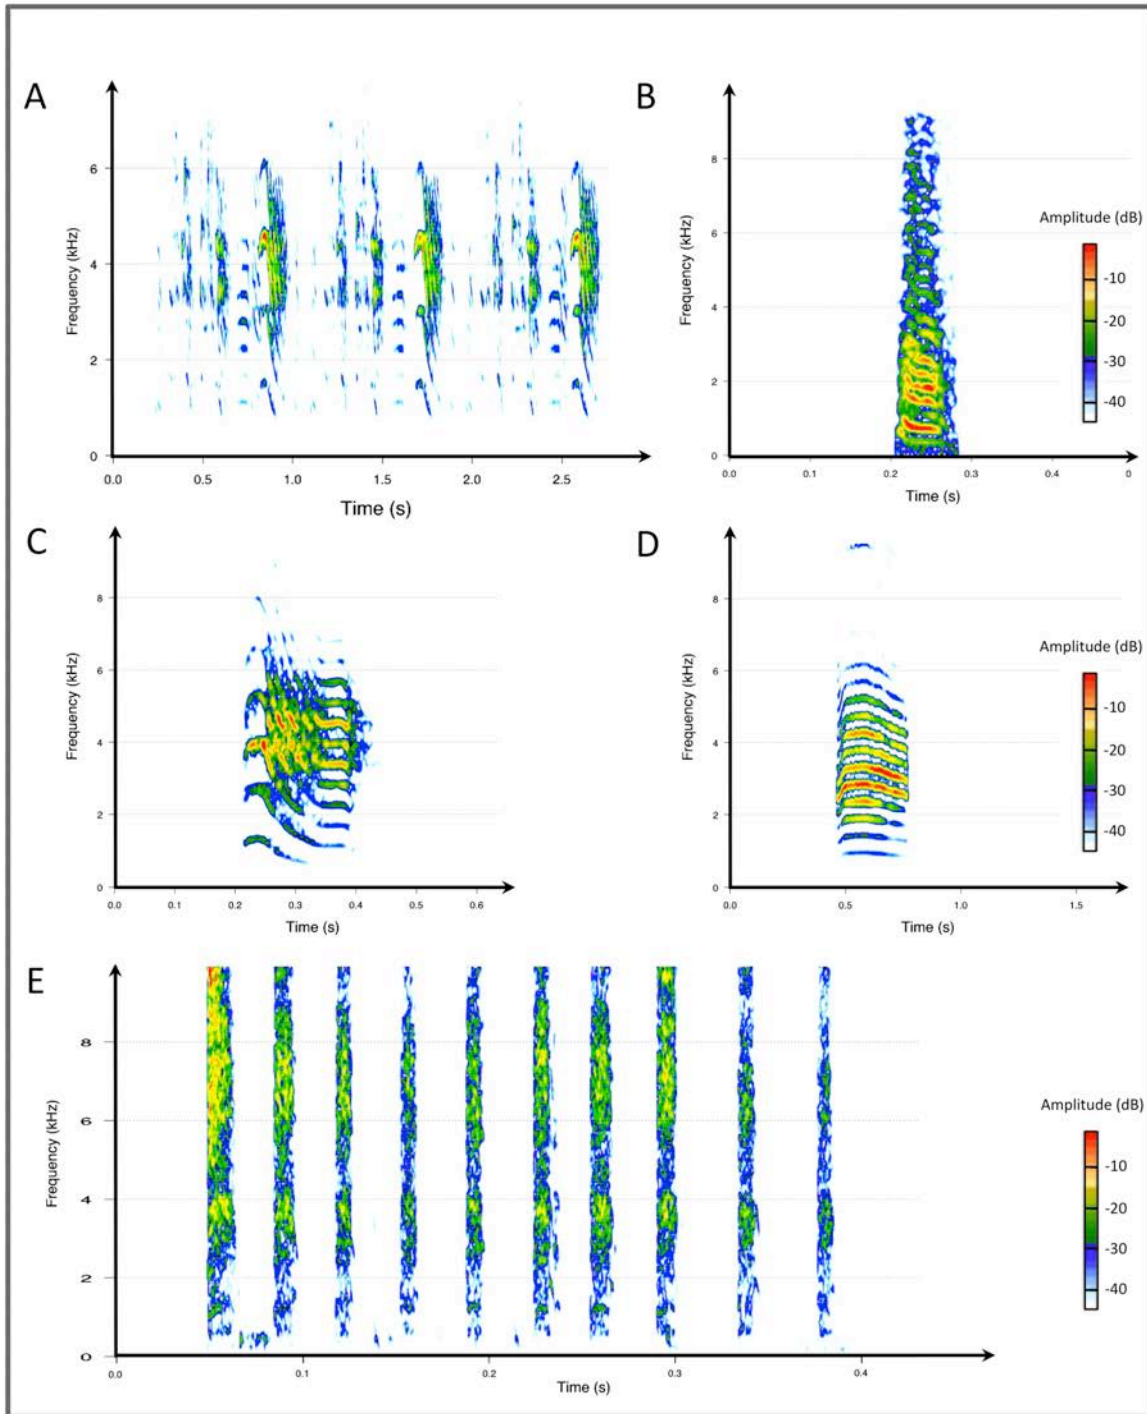 A
B
Frequency (kHz)
6
4
2
0
0.0 0.5 1.0 1.5 2.0 2.5
Time (s)
Frequency (kHz)
8
6
4
2
0
0.0 0.1 0.2 0.3 0.4 0
Time (s)
Amplitude (dB)
-10
-20
-30
-40
C
D
Frequency (kHz)
8
6
4
2
0
0.0 0.1 0.2 0.3 0.4 0.5 0.6
Time (s)
Frequency (kHz)
8
6
4
2
0
0.0 0.5 1.0 1.5
Time (s)
Amplitude (dB)
-10
-20
-30
-40
E
Frequency (kHz)
8
6
4
2
0
0.0 0.1 0.2 0.3 0.4
Time (s)
Amplitude (dB)
-10
-20
-30
-40